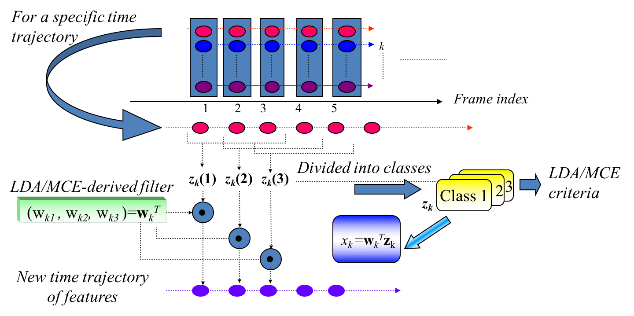 For a specific time
trajectory
k
1 2 3 4 5
Frame index
z_k(1) z_k(2) z_k(3)
Divided into classes
LDA/MCE-derived filter
(w_k1, w_k2, w_k3)=w_k^T
z_k
Class 1 2 3
LDA/MCE
criteria
x_k=w_k^T z_k
New time trajectory
of features